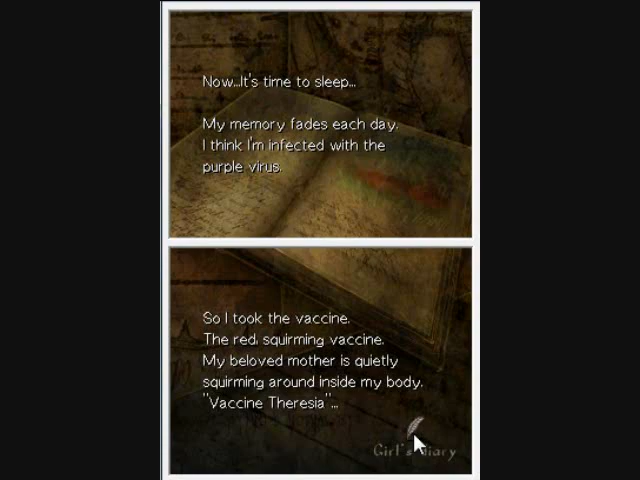 Now...It's time to sleep...
My memory fades each day.
I think I'm infected with the
purple virus.
So I took the vaccine.
The red, squirming vaccine.
My beloved mother is quietly
squirming around inside my body.
"Vaccine Theresia"...
Girl's Diary